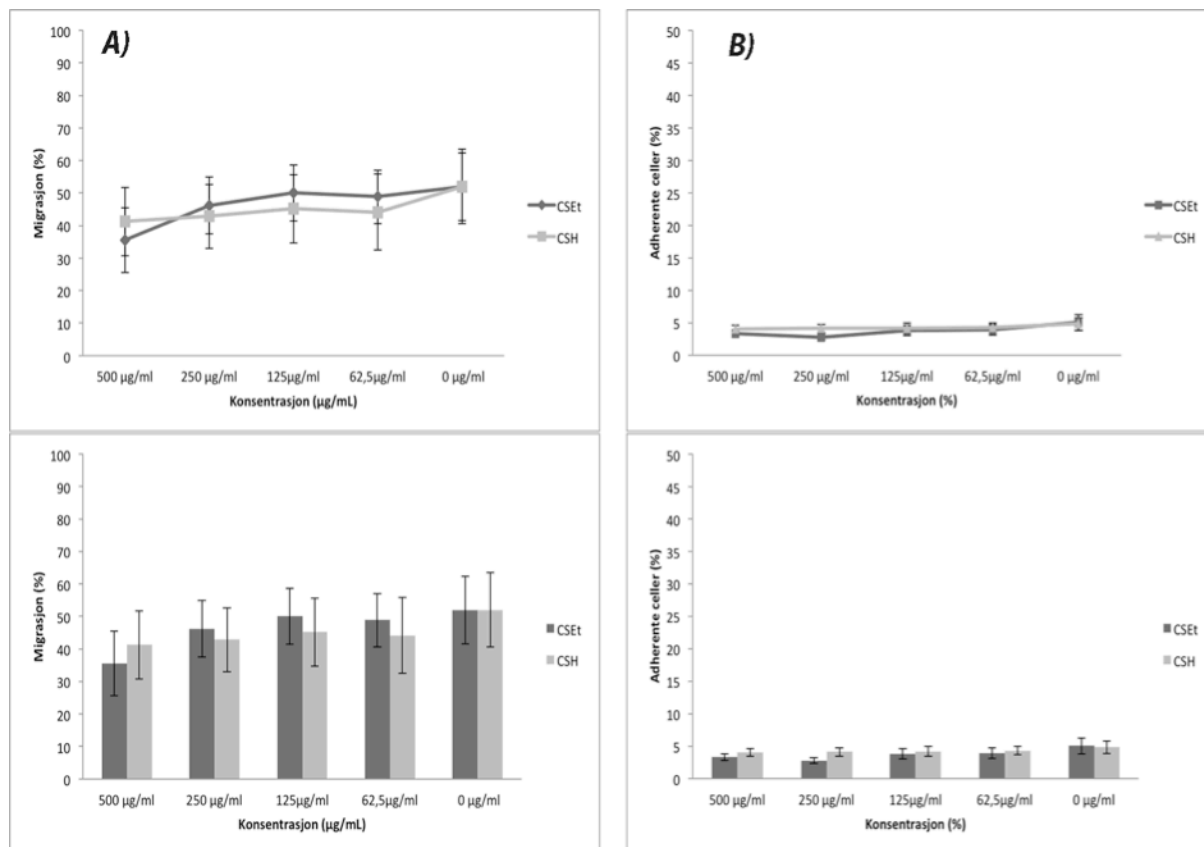 A)
Migrasjon (%)
100
90
80
70
60
50
40
30
20
10
0
500 µg/ml 250 µg/ml 125µg/ml 62,5µg/ml 0 µg/ml
Konsentrasjon (µg/mL)
CSEt
CSH
B)
Adherente celler (%)
50
45
40
35
30
25
20
15
10
5
0
500 µg/ml 250 µg/ml 125µg/ml 62,5µg/ml 0 µg/ml
Konsentrasjon (%)
CSEt
CSH
Migrasjon (%)
100
90
80
70
60
50
40
30
20
10
0
500 µg/ml 250 µg/ml 125µg/ml 62,5µg/ml 0 µg/ml
Konsentrasjon (µg/mL)
CSEt
CSH
Adherente celler (%)
50
45
40
35
30
25
20
15
10
5
0
500 µg/ml 250 µg/ml 125µg/ml 62,5µg/ml 0 µg/ml
Konsentrasjon (%)
CSEt
CSH